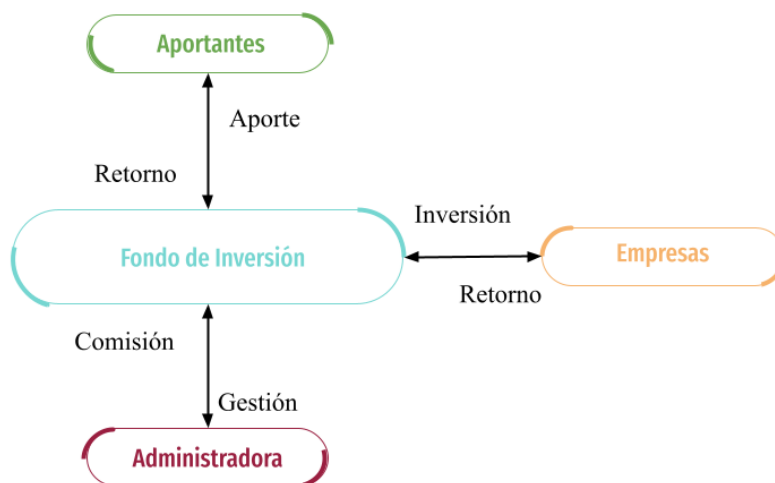 Aportantes
Aporte
Retorno
Inversión
Fondo de Inversión
Empresas
Retorno
Comisión
Gestión
Administradora